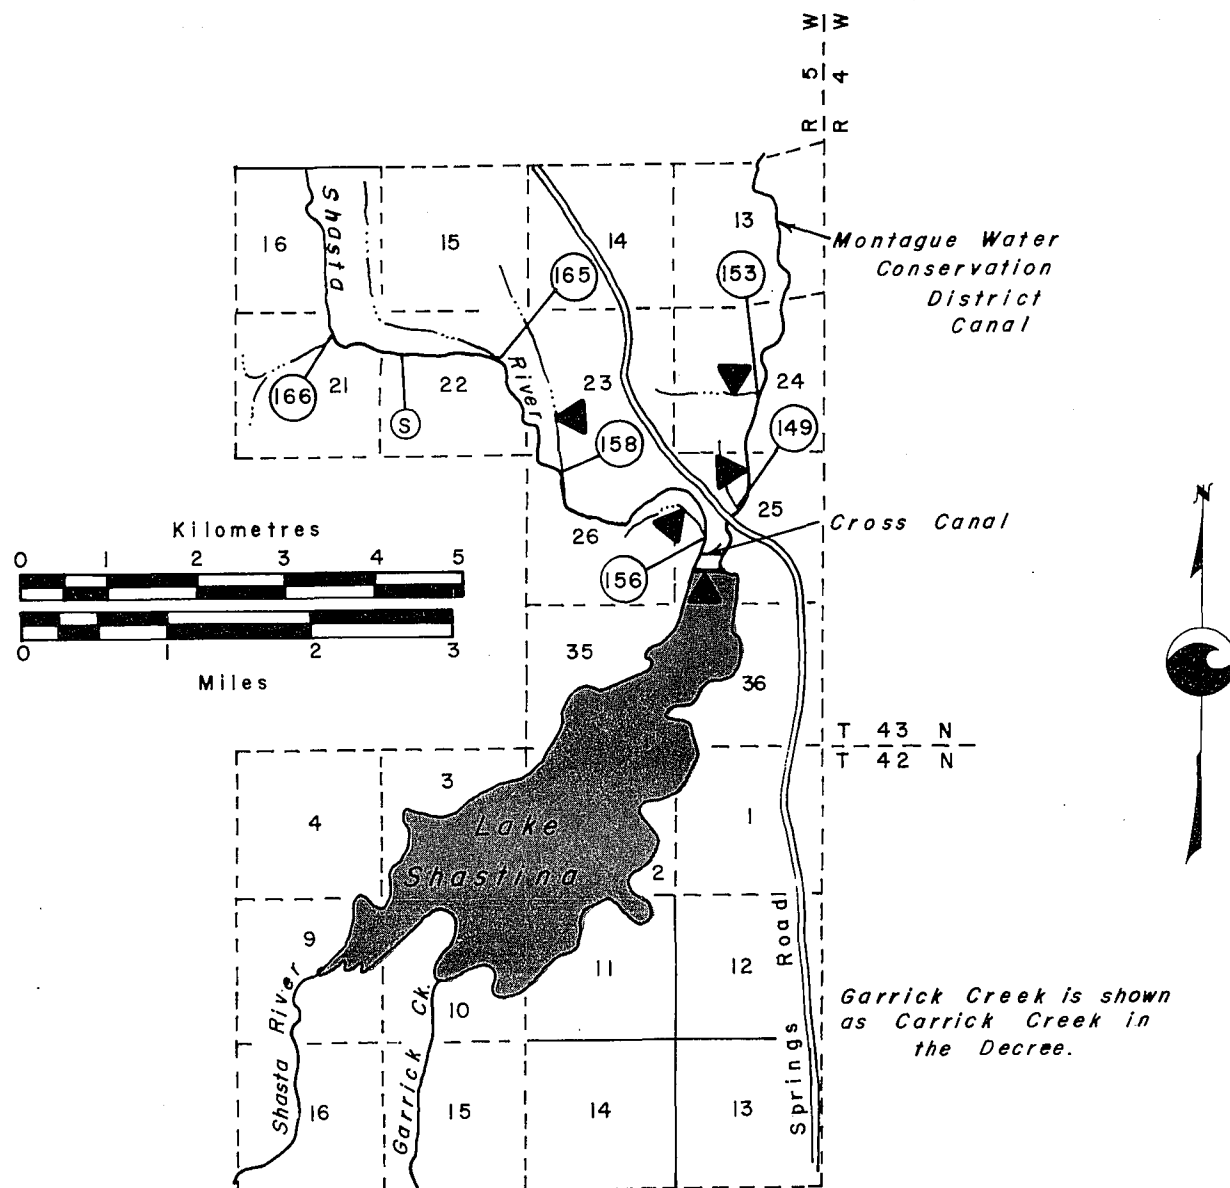 W W
5 4
R R
16
Shasta
15
14
13
Montague Water
Conservation
District
Canal
165
153
River
166
21
22
S
23
24
149
158
25
Cross Canal
26
156
Kilometres
0 1 2 3 4 5
0 1 2 3
Miles
N
35
36
T 43 N
T 42 N
3
4
1
Lake
Shastina
2
9
10
11
12
Springs Road
Shasta River
Garrick Ck.
Garrick Creek is shown
as Carrick Creek in
the Decree.
16
15
14
13